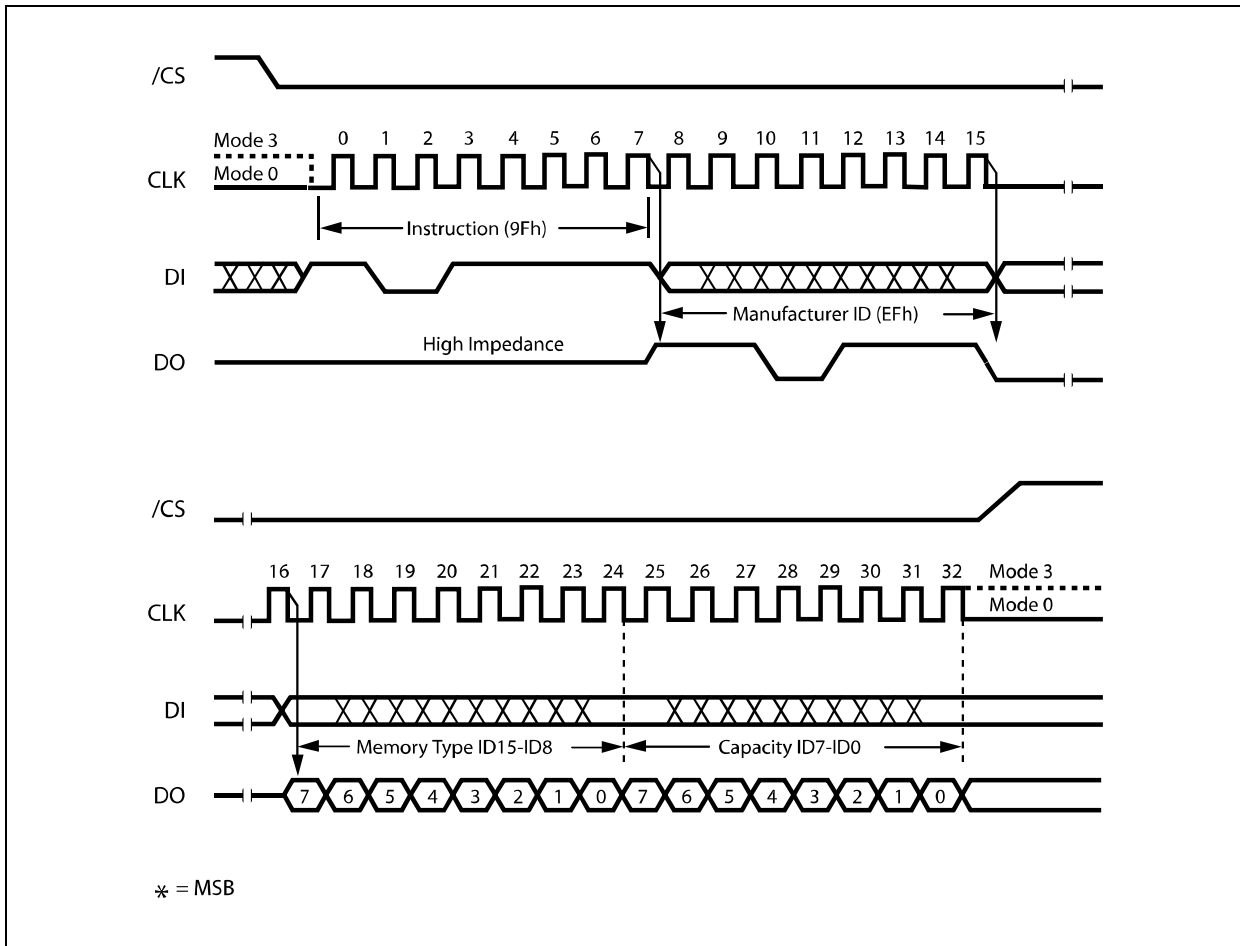 /CS
Mode 3
0 1 2 3 4 5 6 7 8 9 10 11 12 13 14 15
Mode 0
CLK
Instruction (9Fh)
DI
Manufacturer ID (EFh)
High Impedance
DO
/CS
16 17 18 19 20 21 22 23 24 25 26 27 28 29 30 31 32
Mode 3
Mode 0
CLK
DI
Memory Type ID15-ID8
Capacity ID7-ID0
DO
7 6 5 4 3 2 1 0 7 6 5 4 3 2 1 0
* = MSB